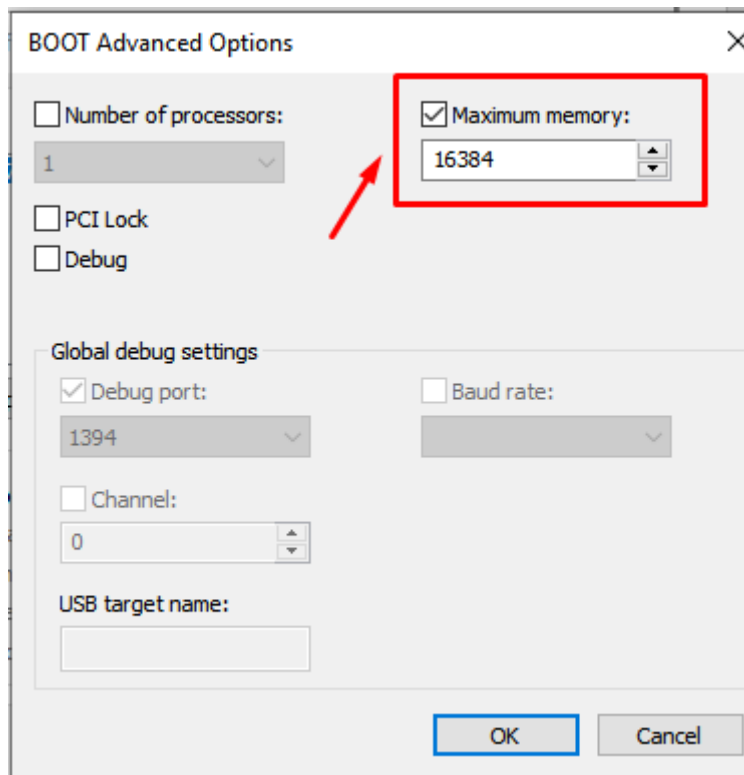 BOOT Advanced Options
Number of processors:
Maximum memory:
1
16384
PCI Lock
Debug
Global debug settings
Debug port:
Baud rate:
1394
Channel:
0
USB target name:
OK
Cancel